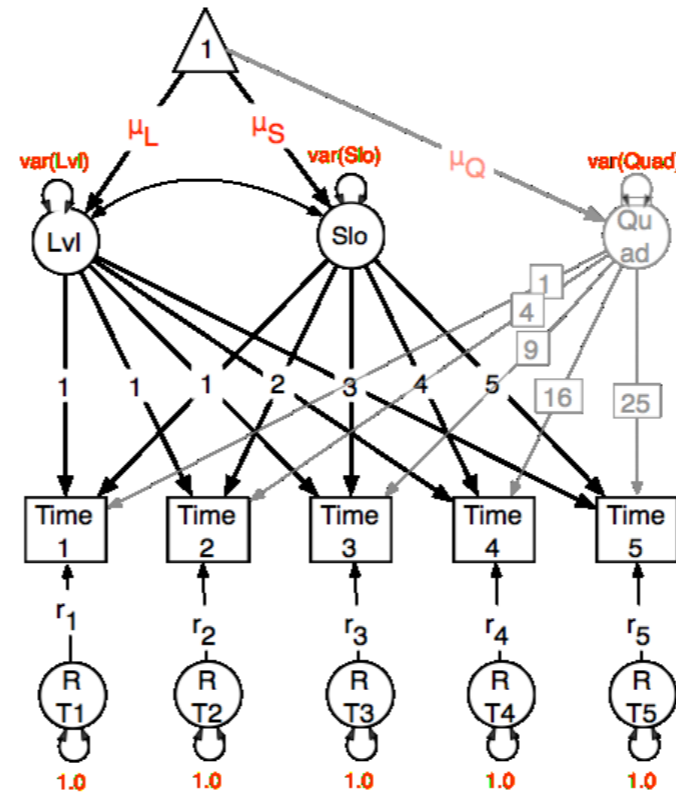 1
μL
μS
μQ
var(Lvl)
var(Slo)
var(Quad)
Lvl
Slo
Qu
ad
1
4
9
16
25
1
1
1
2
3
4
5
Time
1
Time
2
Time
3
Time
4
Time
5
r1
r2
r3
r4
r5
R
T1
R
T2
R
T3
R
T4
R
T5
1.0
1.0
1.0
1.0
1.0